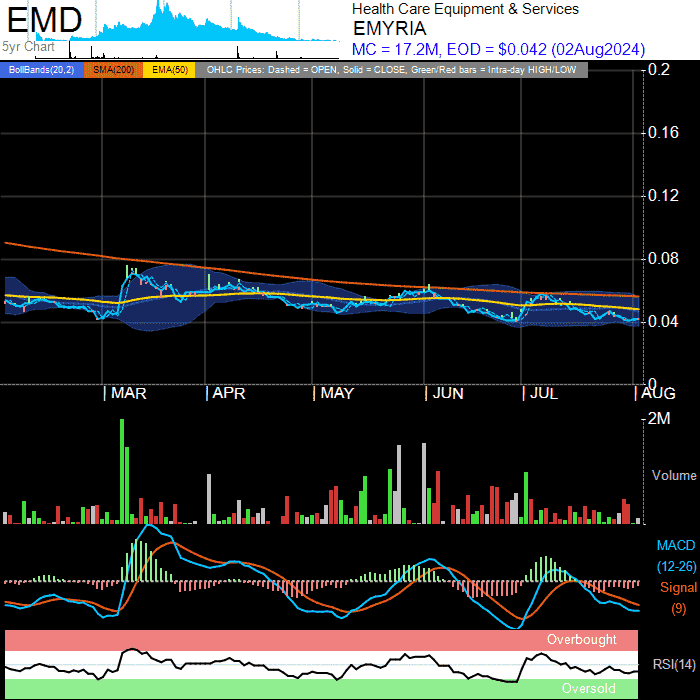 EMD
5yr Chart
Health Care Equipment & Services
EMYRIA
MC = 17.2M, EOD = $0.042 (02Aug2024)
BollBands(20,2) SMA(200) EMA(50) OHLC Prices: Dashed = OPEN, Solid = CLOSE, Green/Red bars = Intra-day HIGH/LOW
0.2
0.16
0.12
0.08
0.04
0
MAR APR MAY JUN JUL AUG
2M
Volume
MACD
(12-26)
Signal
(9)
Overbought
RSI(14)
Oversold